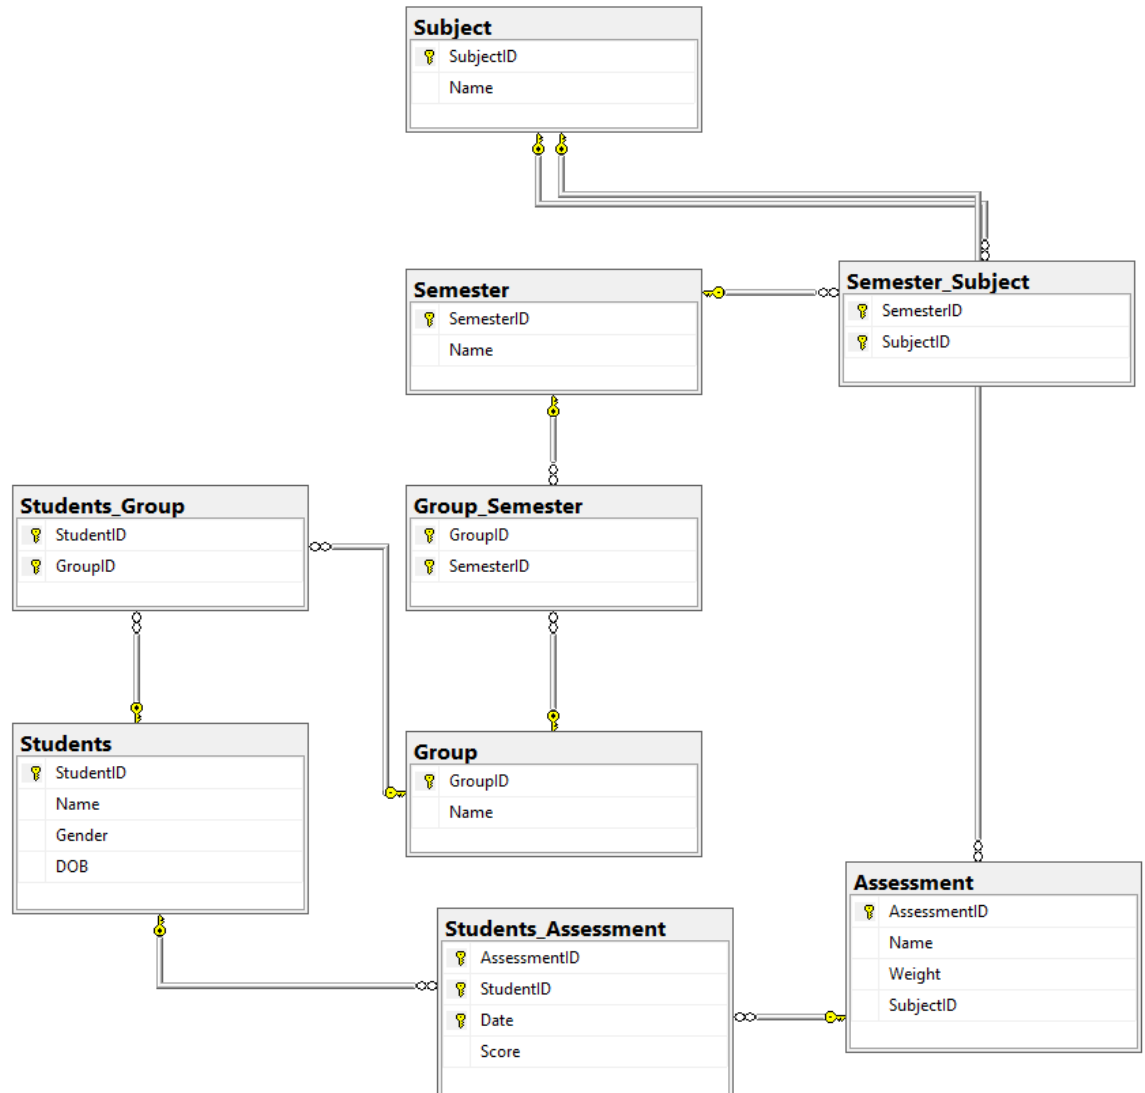 Subject
SubjectID
Name
Semester
SemesterID
Name
Semester_Subject
SemesterID
SubjectID
Students_Group
StudentID
GroupID
Group_Semester
GroupID
SemesterID
Students
StudentID
Name
Gender
DOB
Group
GroupID
Name
Assessment
AssessmentID
Name
Weight
SubjectID
Students_Assessment
AssessmentID
StudentID
Date
Score